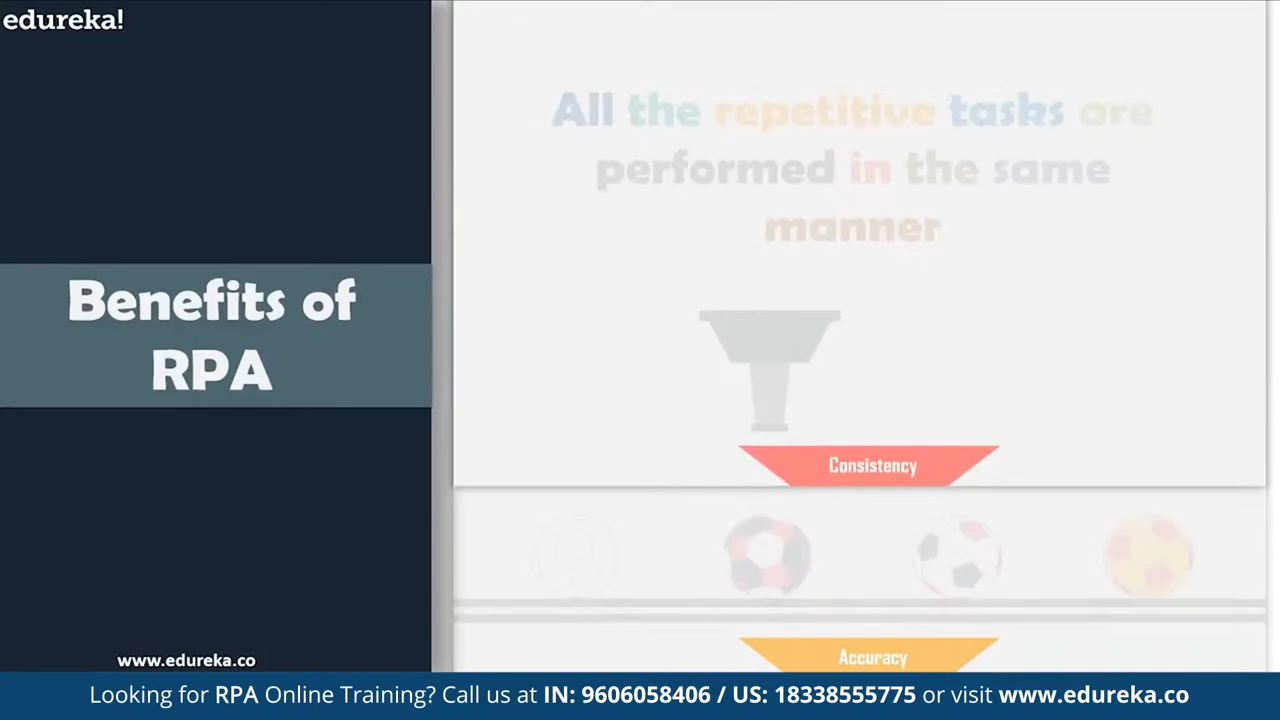 edureka!
Benefits of
RPA
www.edureka.co
All the repetitive tasks are
performed in the same
manner
Consistency
Accuracy
Looking for RPA Online Training? Call us at IN: 9606058406 / US: 18338555775 or visit www.edureka.co